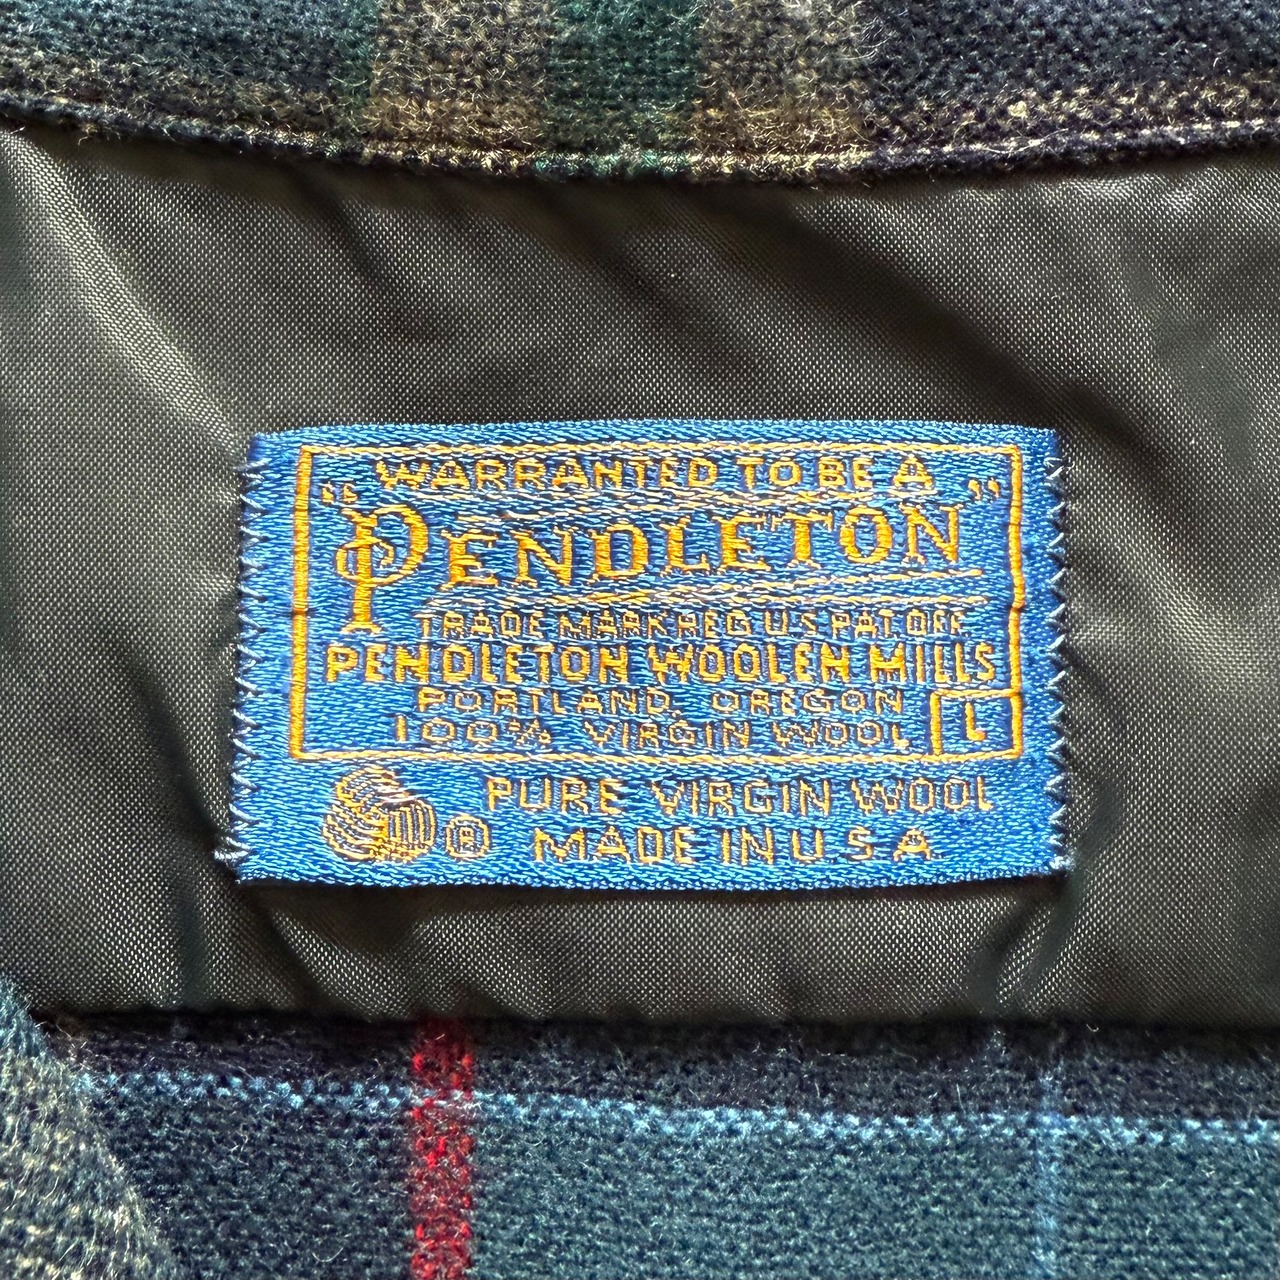 WARRANTED TO BE A
“PENDLETON”
TRADE MARK REG U.S PAT. OFF.
PENDLETON WOOLEN MILLS
PORTLAND, OREGON
100% VIRGIN WOOL L
PURE VIRGIN WOOL
® MADE IN U.S.A.